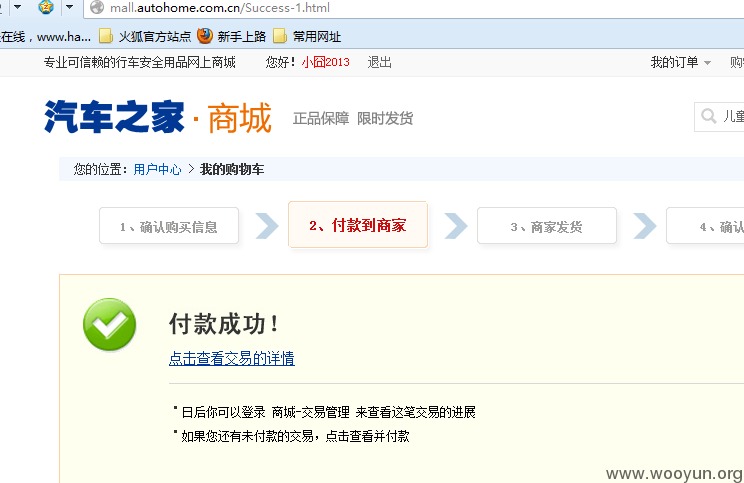 mall.autohome.com.cn/Success-1.html
在线，www.ha... 火狐官方站点 新手上路 常用网址
专业可信赖的行车安全用品网上商城 您好！小囧2013 退出 我的订单 购
汽车之家·商城 正品保障 限时发货 儿童
您的位置：用户中心 > 我的购物车
1、确认购买信息 2、付款到商家 3、商家发货 4、确认
付款成功！
点击查看交易的详情
日后你可以登录 商城-交易管理 来查看这笔交易的进展
如果您还有未付款的交易，点击查看并付款
www.wooyun.org